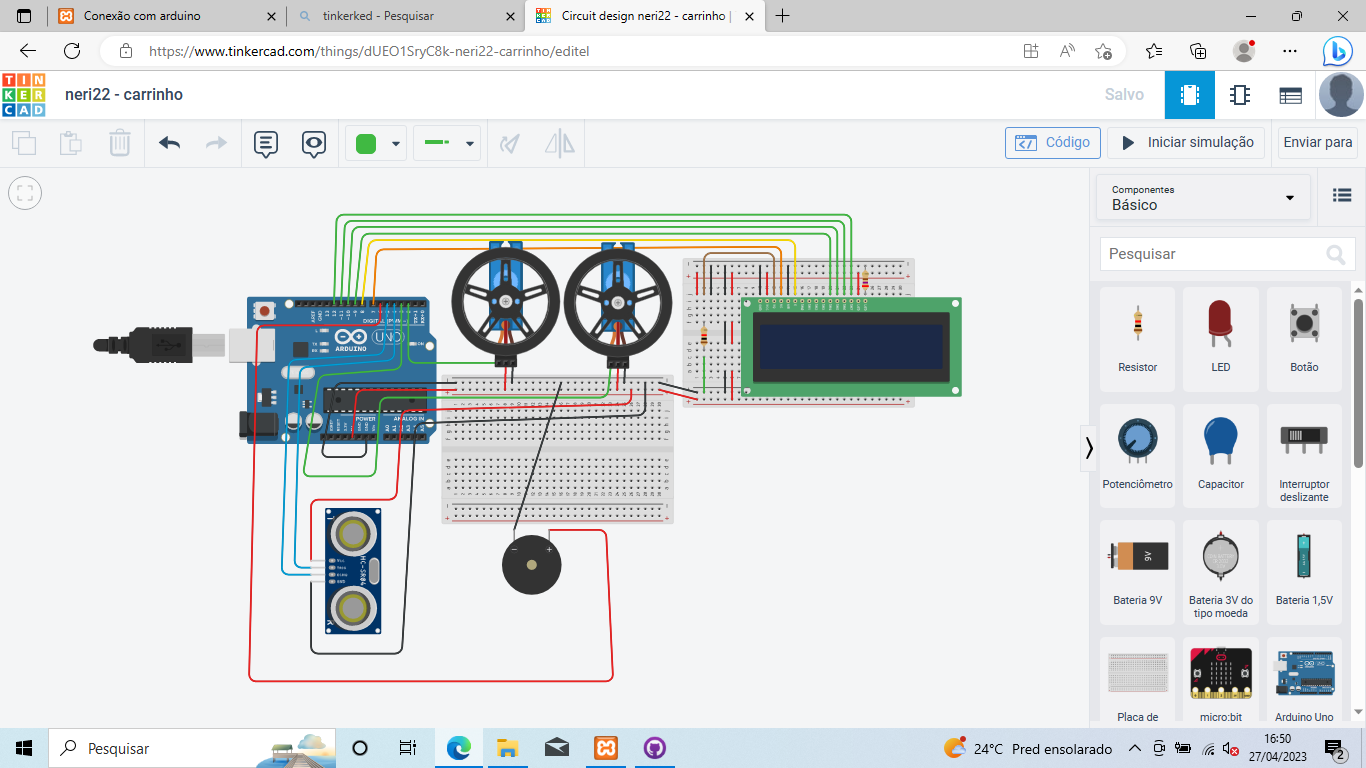 Conexão com arduino
tinkerked - Pesquisar
Circuit design neri22 - carrinho |
https://www.tinkercad.com/things/dUEO1SryC8k-neri22-carrinho/editel
TIN
KER
CAD
neri22 - carrinho
Salvo
Código
Iniciar simulação
Enviar para
Componentes
Básico
Pesquisar
Resistor
LED
Botão
Potenciômetro
Capacitor
Interruptor
deslizante
Bateria 9V
Bateria 3V do
tipo moeda
Bateria 1,5V
Placa de
micro:bit
Arduino Uno
UNO
ARDUINO
POWER
ANALOG IN
HC-SR04
Pesquisar
24°C Pred ensolarado
16:50
27/04/2023
2